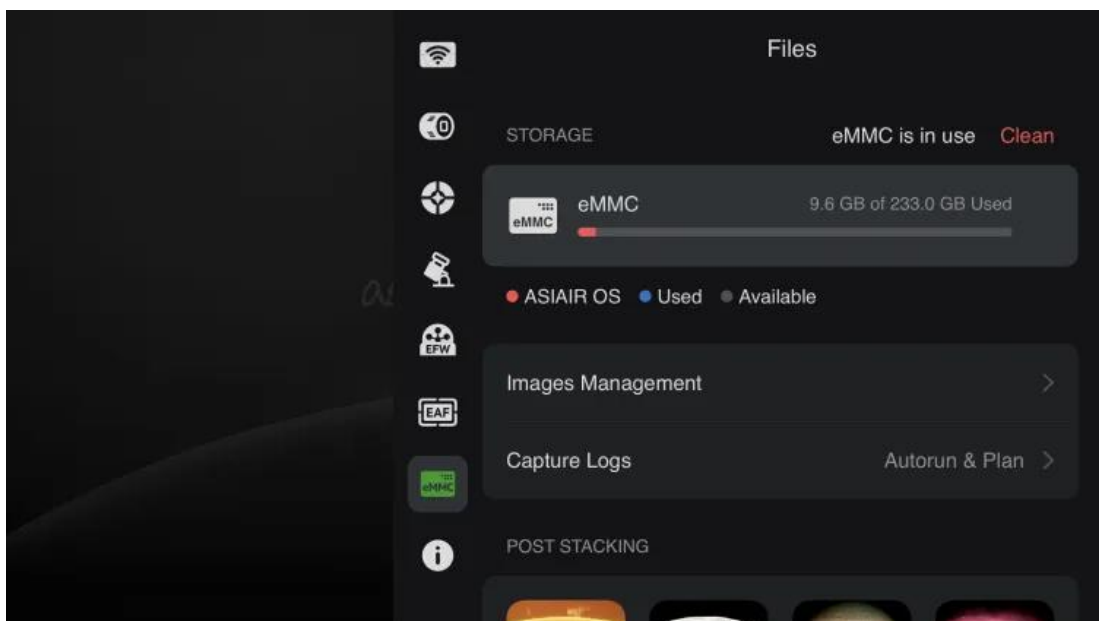 Files
STORAGE eMMC is in use Clean
eMMC
eMMC 9.6 GB of 233.0 GB Used
ASIAIR OS Used Available
EFW
Images Management
EAF
Capture Logs Autorun & Plan
eMMC
POST STACKING